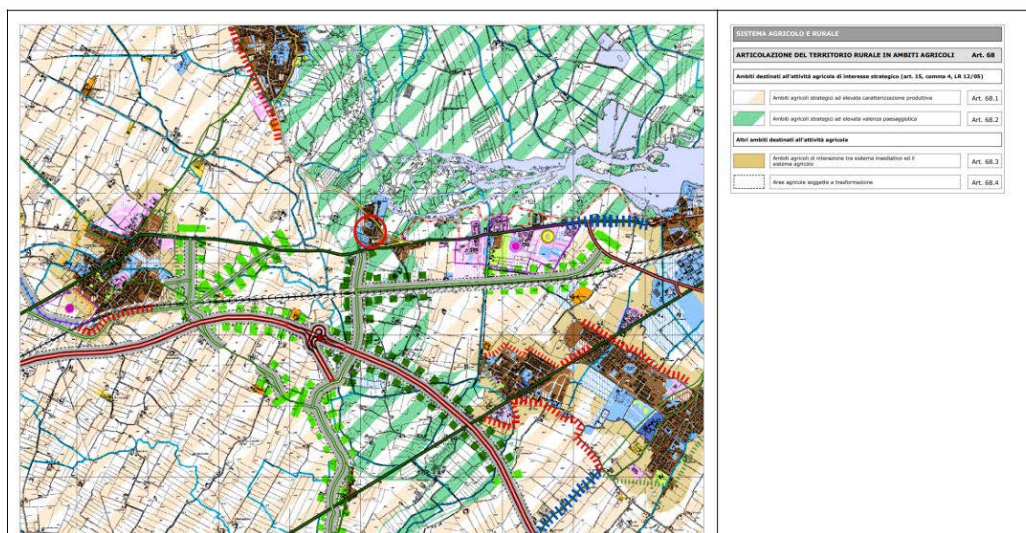 SISTEMA AGRICOLO E RURALE
ARTICOLAZIONE DEL TERRITORIO RURALE IN AMBITI AGRICOLI Art. 68
Ambiti destinati all'attività agricola di interesse strategico (art. 15, comma 4, LR 12/05)
Ambiti agricoli strategici ad elevata caratterizzazione produttiva Art. 68.1
Ambiti agricoli strategici ad elevata valenza paesaggistica Art. 68.2
Altri ambiti destinati all'attività agricola
Ambiti agricoli di interazione tra sistema insediativo ed il
sistema agricolo Art. 68.3
Aree agricole soggette a trasformazione Art. 68.4